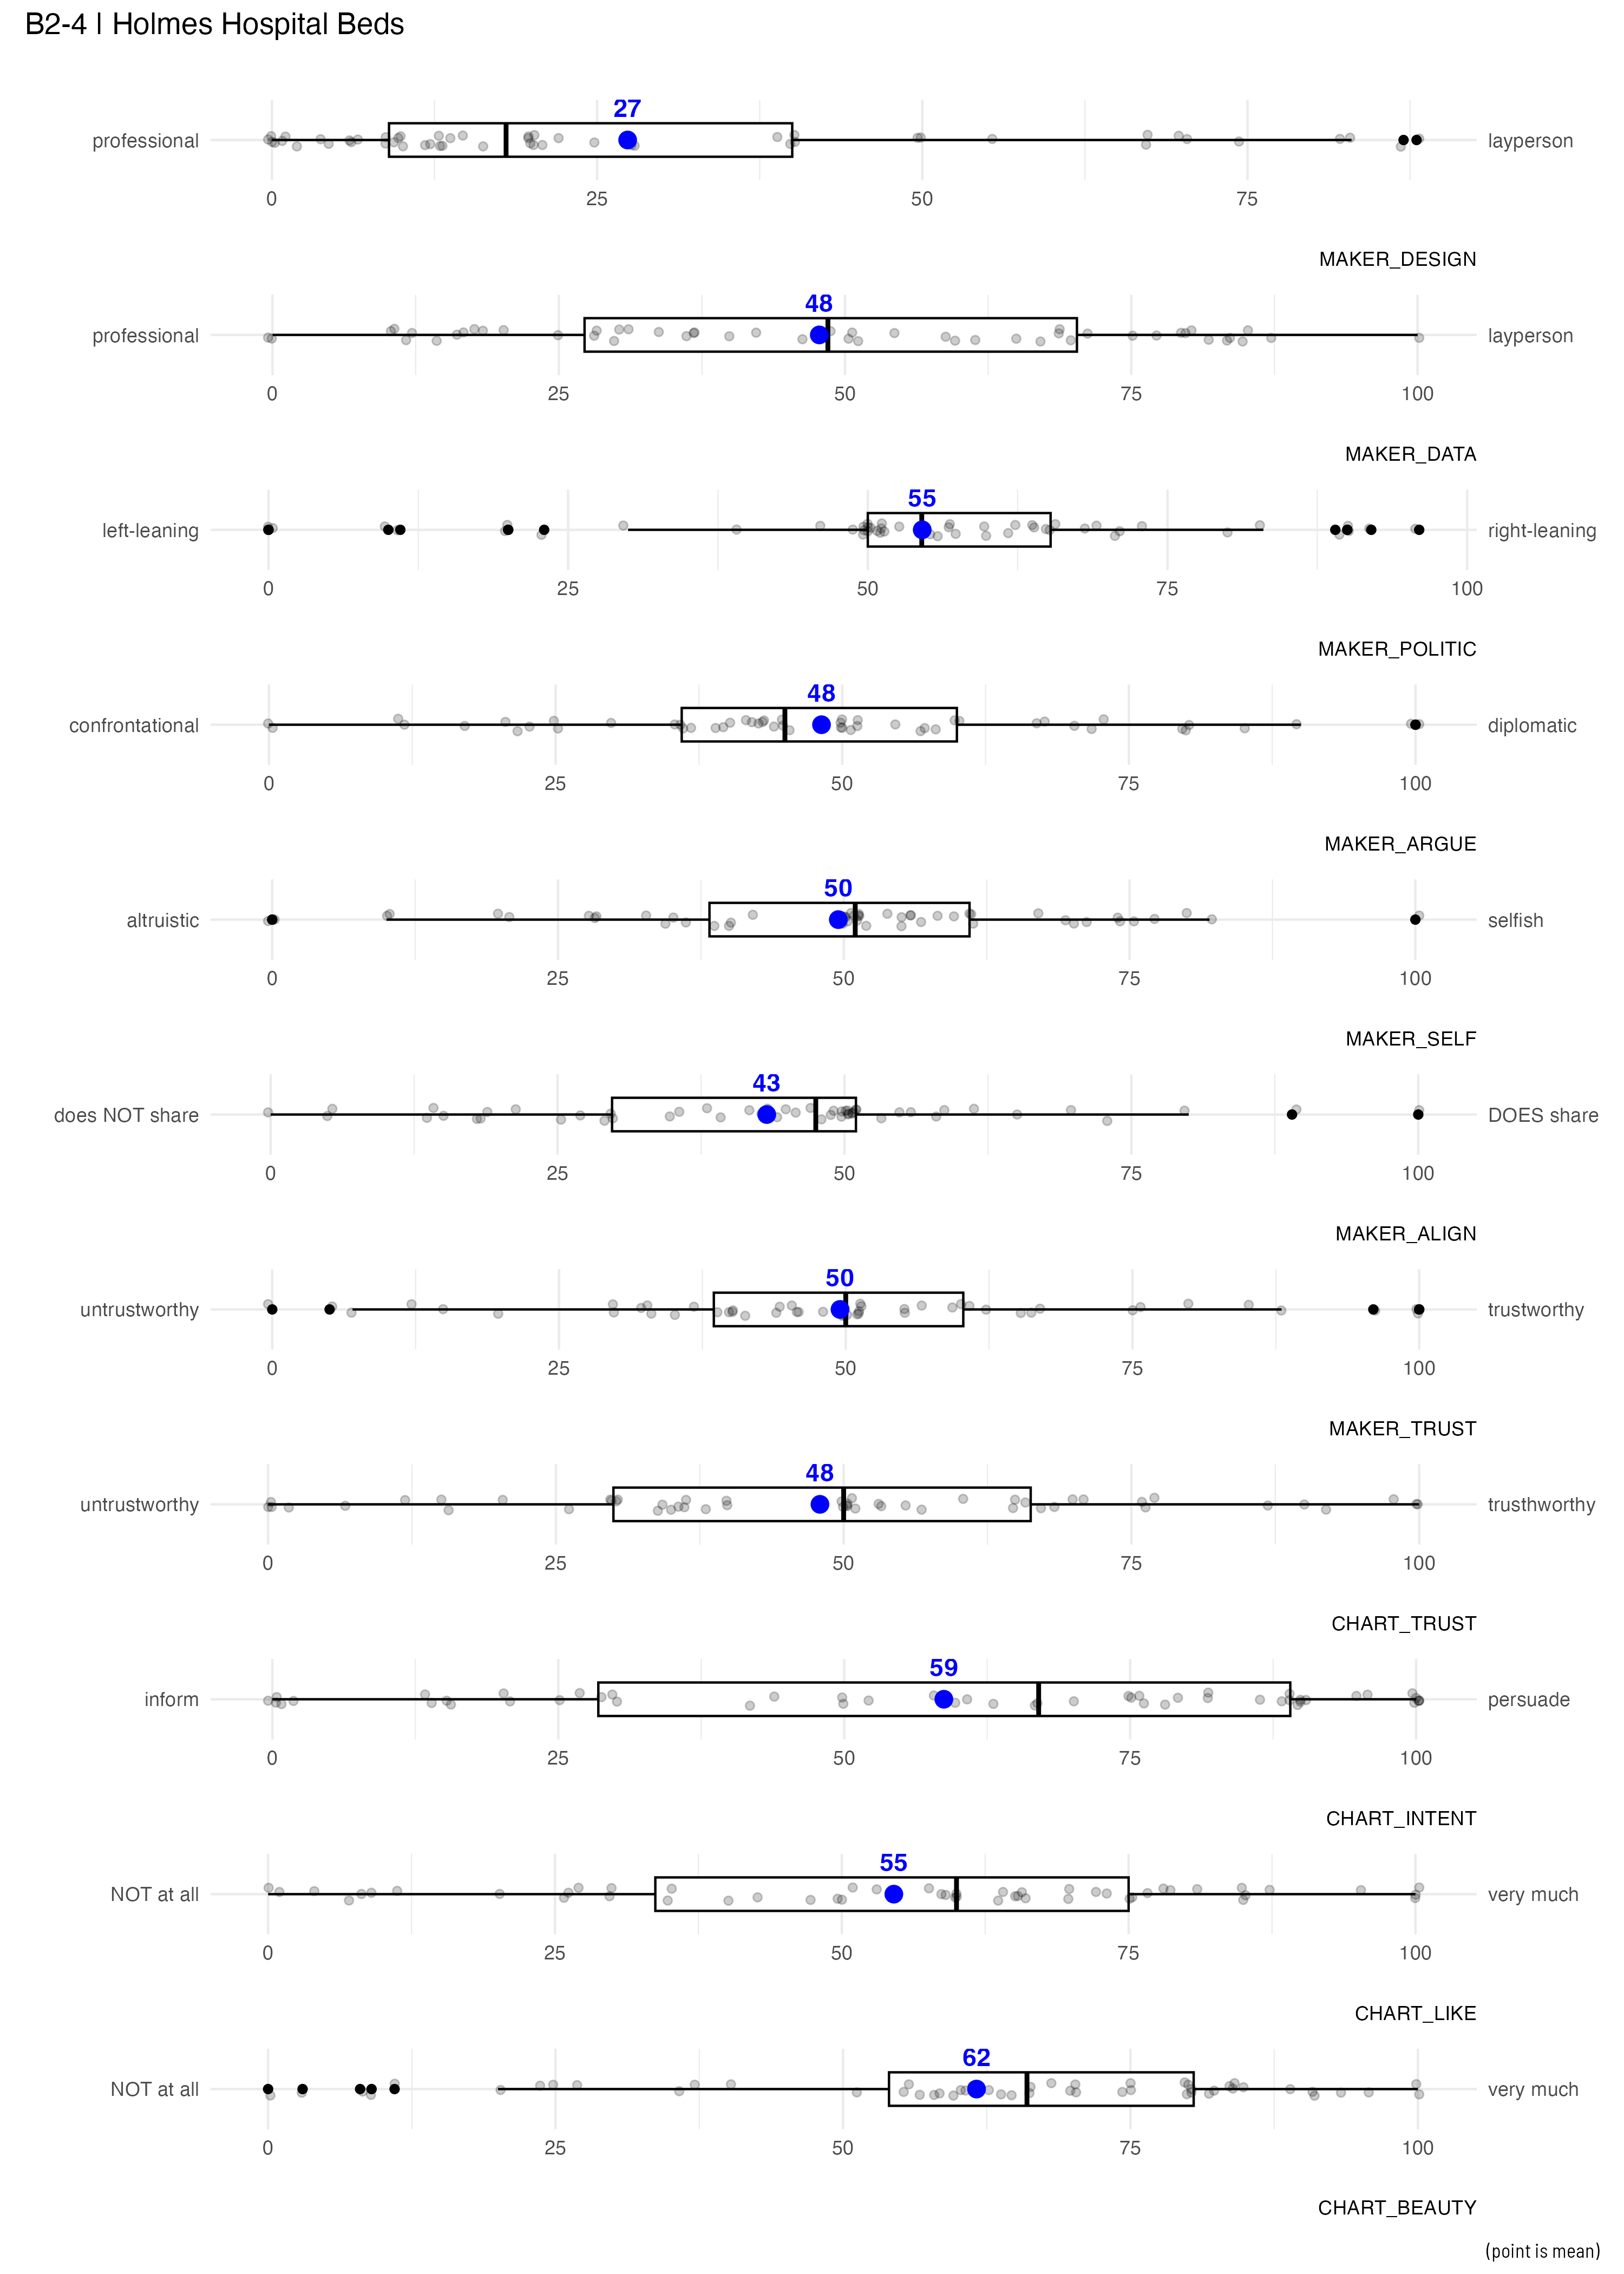 B2-4 | Holmes Hospital Beds
27
professional
layperson
0 25 50 75
MAKER_DESIGN
48
professional
layperson
0 25 50 75 100
MAKER_DATA
55
left-leaning
right-leaning
0 25 50 75 100
MAKER_POLITIC
48
confrontational
diplomatic
0 25 50 75 100
MAKER_ARGUE
50
altruistic
selfish
0 25 50 75 100
MAKER_SELF
43
does NOT share
DOES share
0 25 50 75 100
MAKER_ALIGN
50
untrustworthy
trustworthy
0 25 50 75 100
MAKER_TRUST
48
untrustworthy
trusthworthy
0 25 50 75 100
CHART_TRUST
59
inform
persuade
0 25 50 75 100
CHART_INTENT
55
NOT at all
very much
0 25 50 75 100
CHART_LIKE
62
NOT at all
very much
0 25 50 75 100
CHART_BEAUTY
(point is mean)